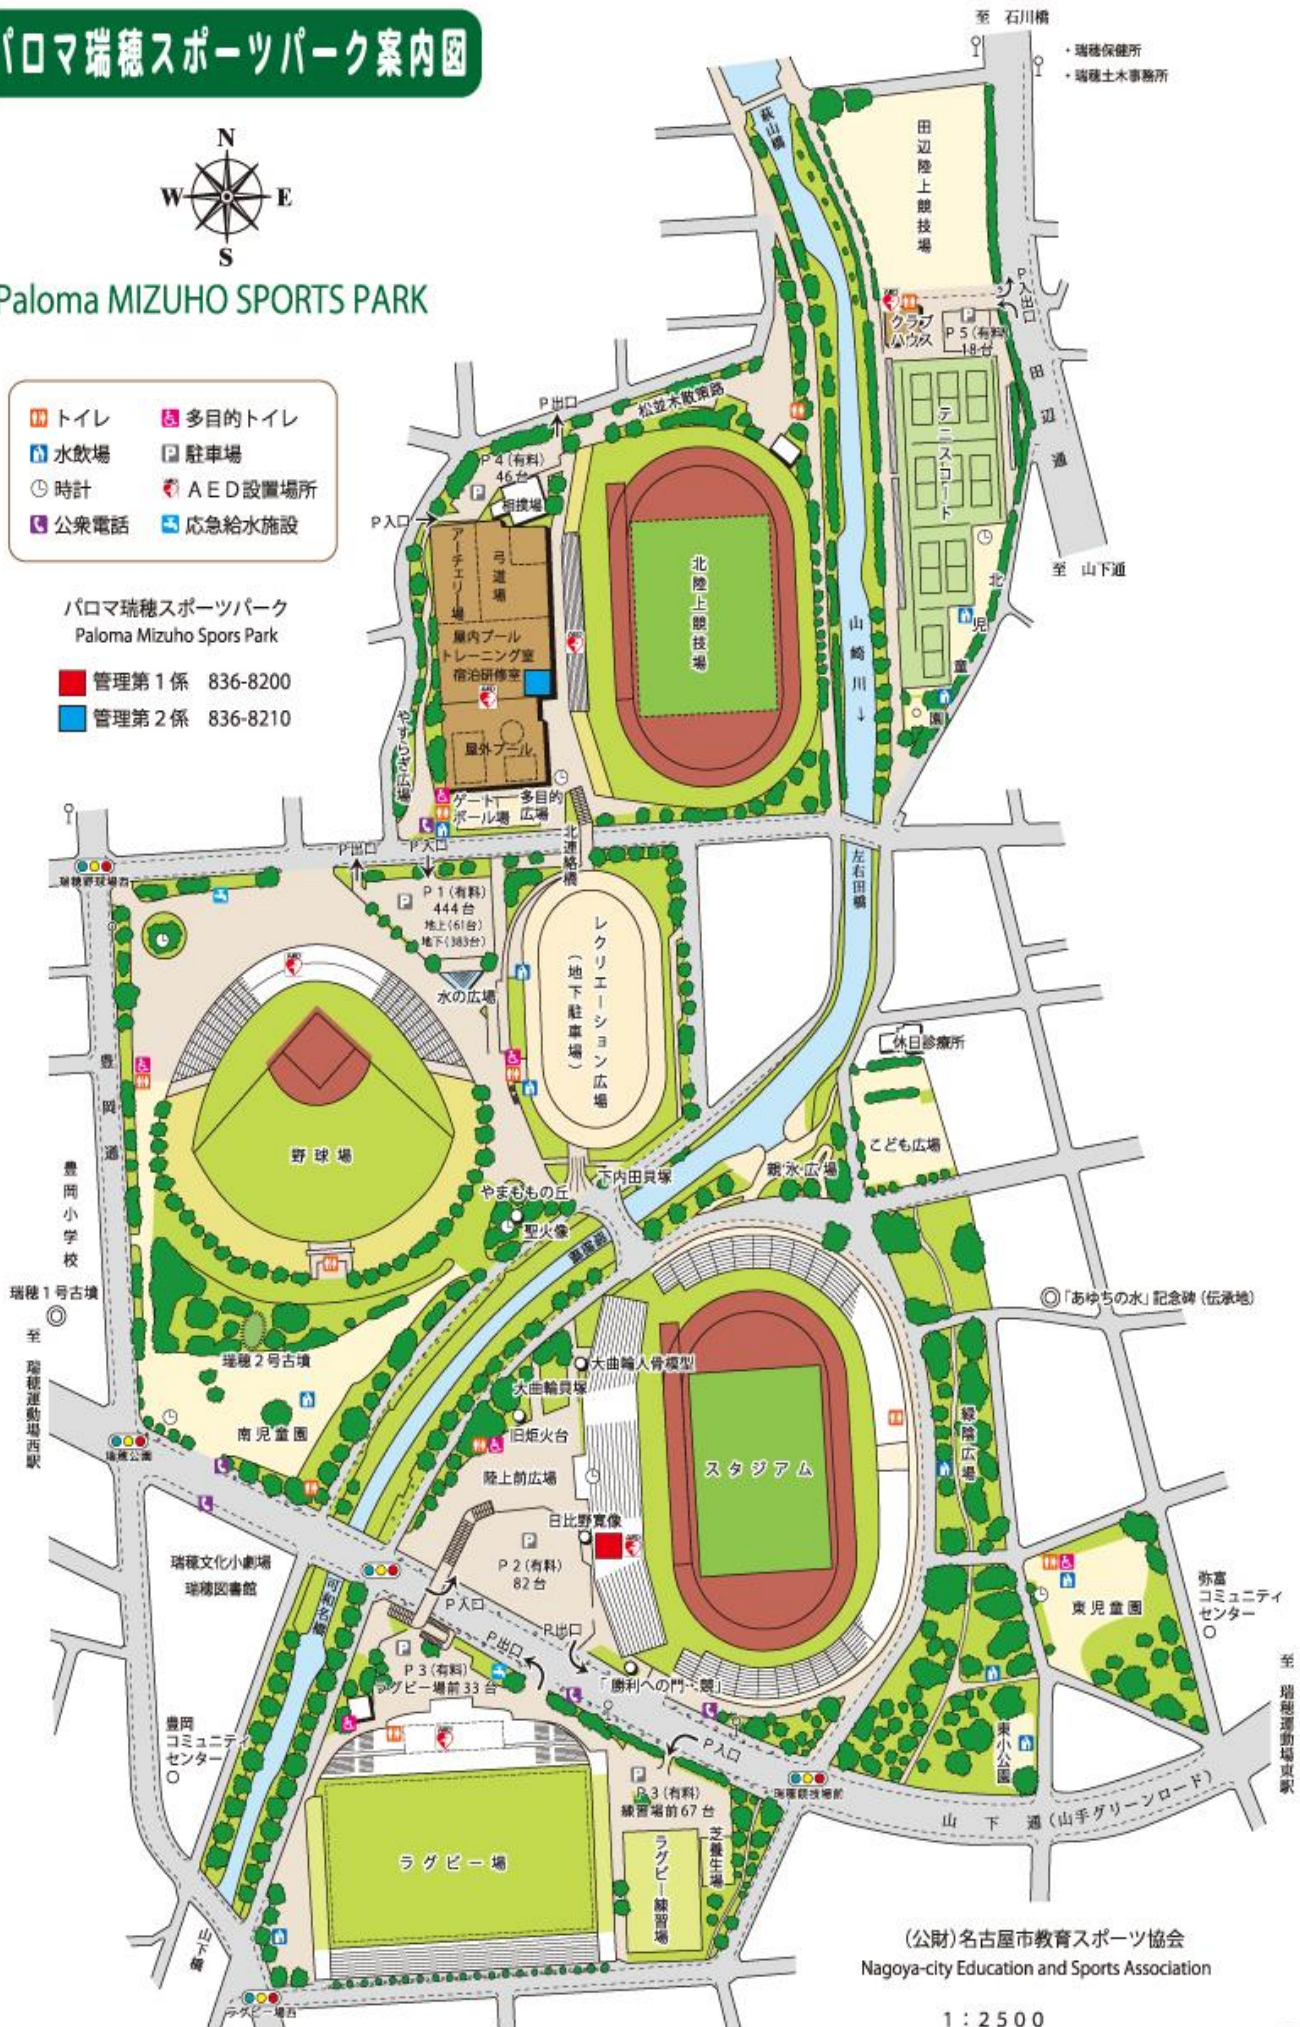 パロマ瑞穂スポーツパーク案内図
N
W
E
S
Paloma MIZUHO SPORTS PARK
トイレ
多目的トイレ
水飲場
駐車場
時計
AED設置場所
公衆電話
応急給水施設
パロマ瑞穂スポーツパーク
Paloma Mizuho Spors Park
管理第1係 836-8200
管理第2係 836-8210
至 石川橋
・瑞穂保健所
・瑞穂土木事務所
萩山橋
田辺陸上競技場
P入出口
クラブ
ハウス
P5(有料)
18台
田辺通
テニスコート
至 山下通
北児童園
山崎川↓
松並木散策路
P出口
P4(有料)
46台
相撲場
P入口
アーチェリー場
弓道場
屋内プール
トレーニング室
宿泊研修室
屋外プール
北陸上競技場
やすらぎ広場
ゲート
ボール場
多目的
広場
北連絡橋
P出口
P入口
瑞穂野球場西
P1(有料)
444台
地上(61台)
地下(383台)
水の広場
レクリエーション広場
(地下駐車場)
左右田橋
休日診療所
こども広場
親水広場
下内田貝塚
豊岡通
豊岡小学校
野球場
やまももの丘
聖火像
瑞穂1号古墳
至 瑞穂運動場西駅
瑞穂2号古墳
南児童園
瑞穂公園
大曲輪人骨模型
大曲輪貝塚
旧炬火台
陸上前広場
スタジアム
日比野寛像
P2(有料)
82台
「あゆちの水」記念碑(伝承地)
緑陰広場
東児童園
弥富
コミュニティ
センター
至 瑞穂運動場東駅
瑞穂文化小劇場
瑞穂図書館
可和名橋
P入口
P出口
P出口
P3(有料)
ラグビー場前33台
「勝利への門・競」
P入口
東小公園
瑞穂競技場前
山下通(山手グリーンロード)
豊岡
コミュニティ
センター
P3(有料)
練習場前67台
ラグビー場
ラグビー練習場
芝養生場
山下橋
ラグビー場西
(公財)名古屋市教育スポーツ協会
Nagoya-city Education and Sports Association
1:2500